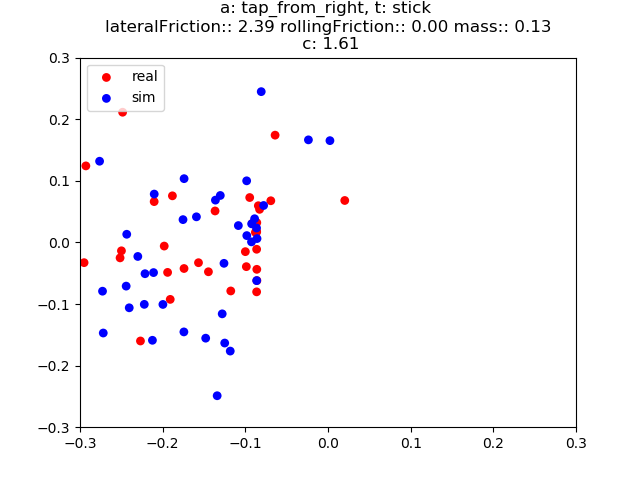 a: tap_from_right, t: stick
lateralFriction:: 2.39 rollingFriction:: 0.00 mass:: 0.13
c: 1.61
real
sim
0.3
0.2
0.1
0.0
−0.1
−0.2
−0.3
−0.3 −0.2 −0.1 0.0 0.1 0.2 0.3